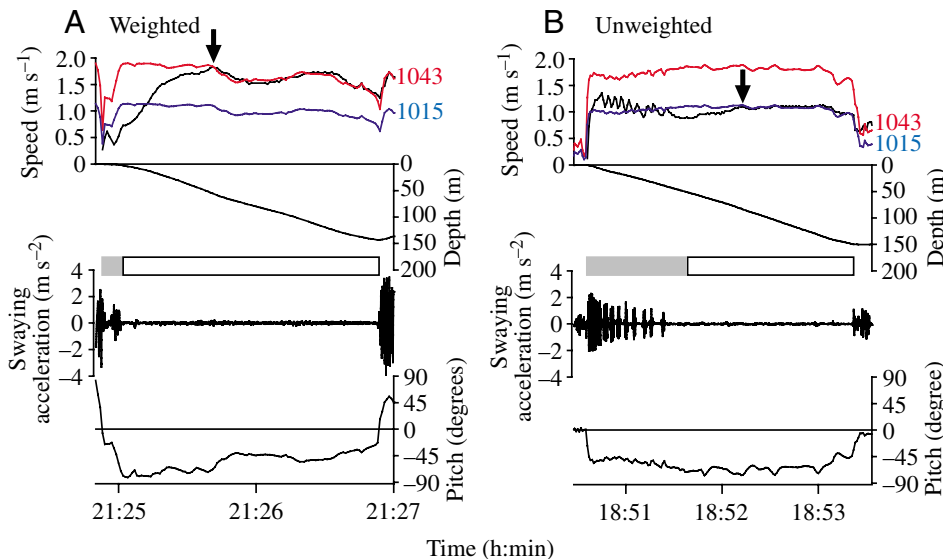 A Weighted
Speed (m s−1)
2.0
1.5
1.0
0.5
0
1043
1015
0
50
100
150
200
Depth (m)
Swaying
acceleration (m s−2)
4
2
0
−2
−4
90
45
0
−45
−90
Pitch (degrees)
21:25 21:26 21:27
B Unweighted
Speed (m s−1)
2.0
1.5
1.0
0.5
0
1043
1015
0
50
100
150
200
Depth (m)
Swaying
acceleration (m s−2)
4
2
0
−2
−4
90
45
0
−45
−90
Pitch (degrees)
18:51 18:52 18:53
Time (h:min)